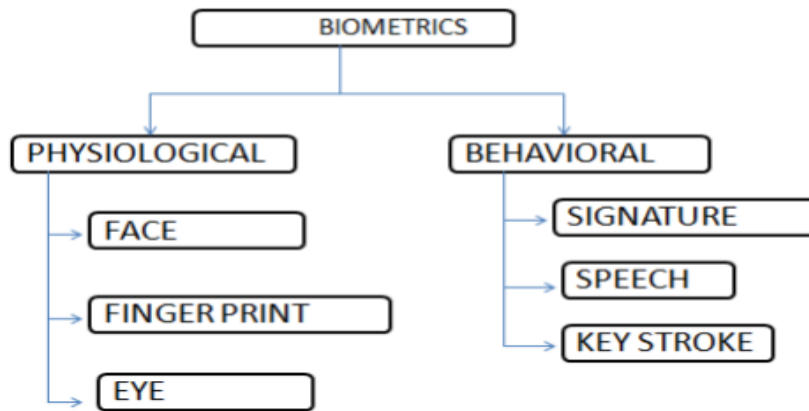 BIOMETRICS
PHYSIOLOGICAL
FACE
FINGER PRINT
EYE
BEHAVIORAL
SIGNATURE
SPEECH
KEY STROKE